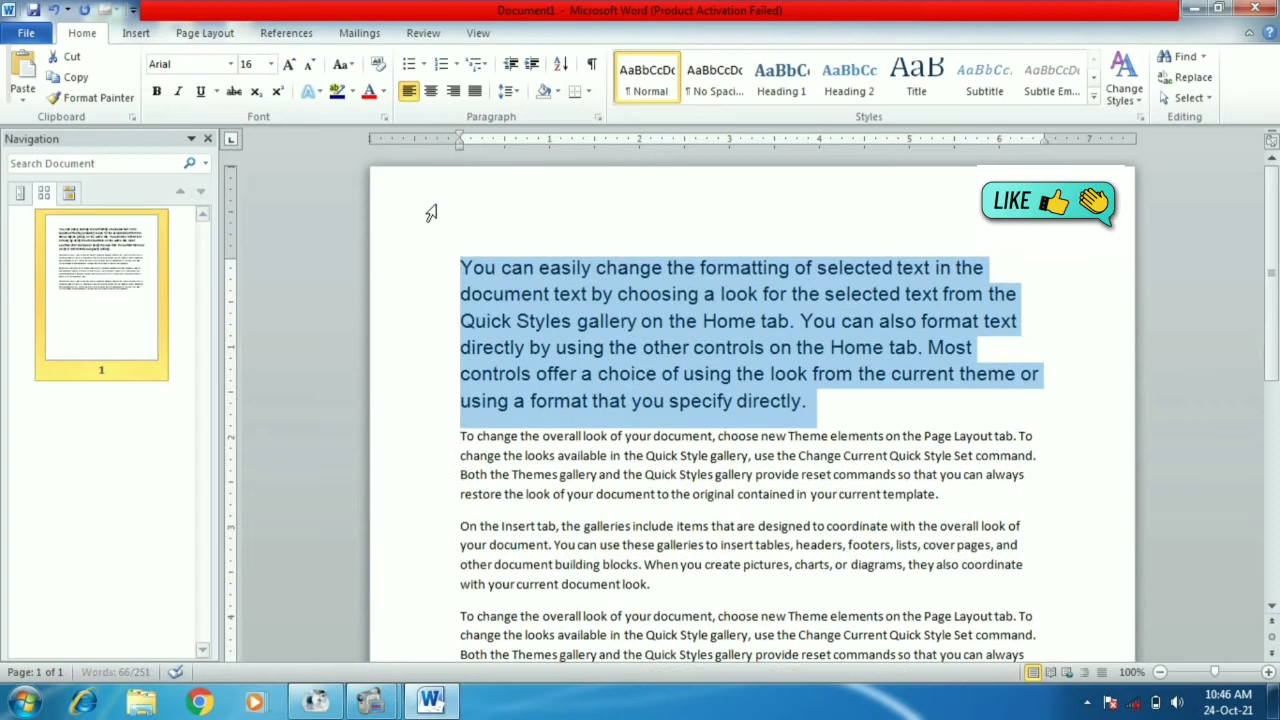 Document1 - Microsoft Word (Product Activation Failed)
File Home Insert Page Layout References Mailings Review View
Paste
Cut
Copy
Format Painter
Clipboard
Arial 16
Font
Paragraph
AaBbCcDc AaBbCcDc AaBbC AaBbCc AaB AaBbCc. AaBbCcDc
¶ Normal ¶ No Spaci... Heading 1 Heading 2 Title Subtitle Subtle Em...
Change
Styles
Styles
Find
Replace
Select
Editing
Navigation
Search Document
1
LIKE
You can easily change the formatting of selected text in the
document text by choosing a look for the selected text from the
Quick Styles gallery on the Home tab. You can also format text
directly by using the other controls on the Home tab. Most
controls offer a choice of using the look from the current theme or
using a format that you specify directly.
To change the overall look of your document, choose new Theme elements on the Page Layout tab. To
change the looks available in the Quick Style gallery, use the Change Current Quick Style Set command.
Both the Themes gallery and the Quick Styles gallery provide reset commands so that you can always
restore the look of your document to the original contained in your current template.
On the Insert tab, the galleries include items that are designed to coordinate with the overall look of
your document. You can use these galleries to insert tables, headers, footers, lists, cover pages, and
other document building blocks. When you create pictures, charts, or diagrams, they also coordinate
with your current document look.
To change the overall look of your document, choose new Theme elements on the Page Layout tab. To
change the looks available in the Quick Style gallery, use the Change Current Quick Style Set command.
Both the Themes gallery and the Quick Styles gallery provide reset commands so that you can always
Page: 1 of 1 Words: 66/251 100%
10:46 AM
24-Oct-21